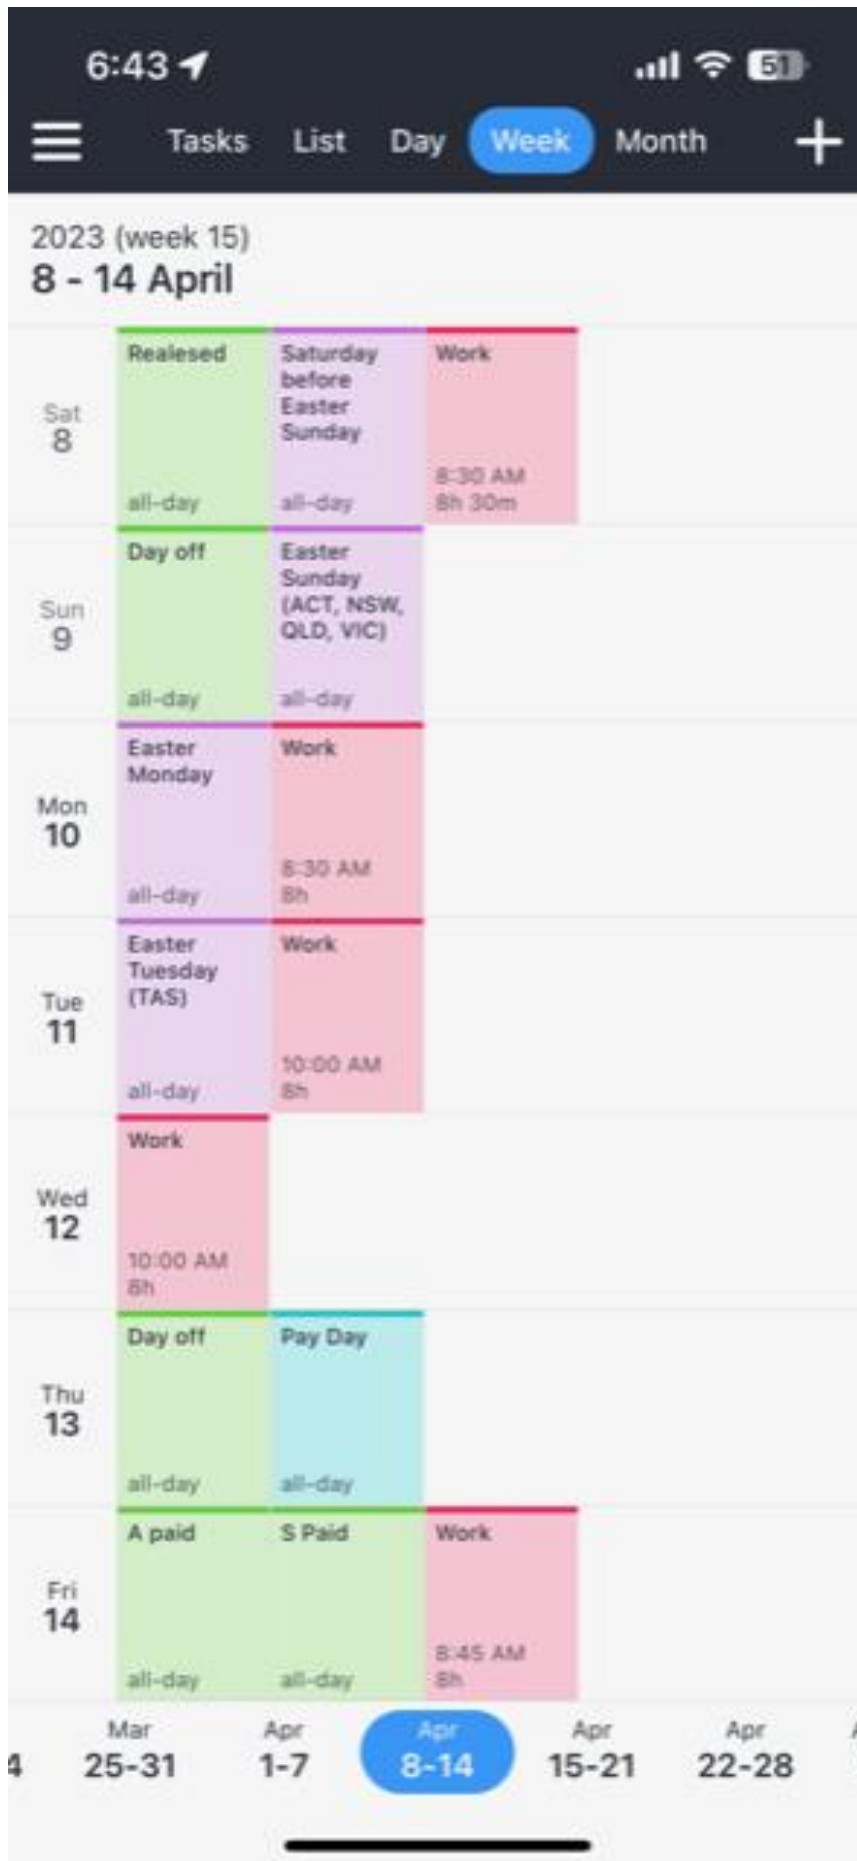 6:43
51
Tasks List Day Week Month
2023 (week 15)
8 - 14 April
Sat
8
Realesed
all-day
Saturday
before
Easter
Sunday
all-day
Work
8:30 AM
8h 30m
Sun
9
Day off
all-day
Easter
Sunday
(ACT, NSW,
QLD, VIC)
all-day
Mon
10
Easter
Monday
all-day
Work
8:30 AM
8h
Tue
11
Easter
Tuesday
(TAS)
all-day
Work
10:00 AM
8h
Wed
12
Work
10:00 AM
8h
Thu
13
Day off
all-day
Pay Day
all-day
Fri
14
A paid
all-day
S Paid
all-day
Work
8:45 AM
8h
4
Mar
25-31
Apr
1-7
Apr
8-14
Apr
15-21
Apr
22-28